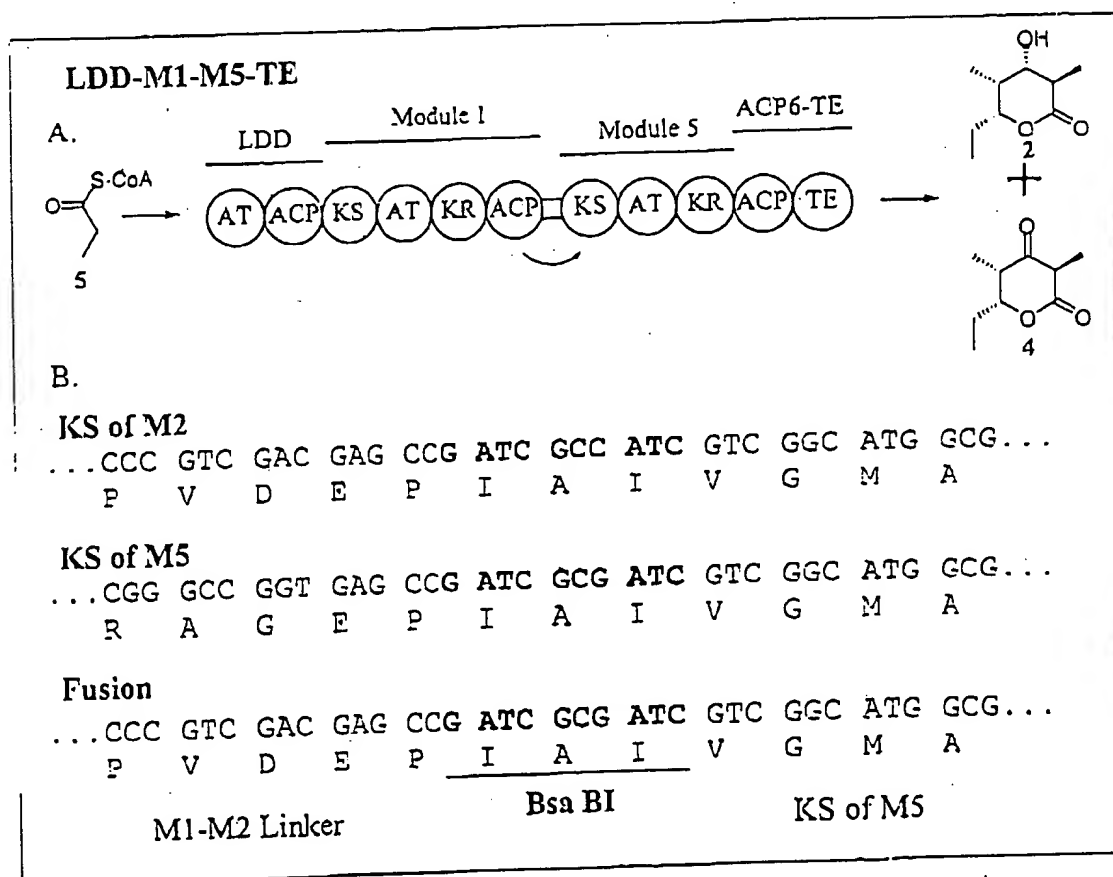 LDD-M1-M5-TE
A.
LDD
Module 1
Module 5
ACP6-TE
S-CoA
O
5
AT ACP KS AT KR ACP KS AT KR ACP TE
OH
O
O
2
+
O
O
O
4
B.
KS of M2
...CCC GTC GAC GAG CCG ATC GCC ATC GTC GGC ATG GCG...
P V D E P I A I V G M A
KS of M5
...CGG GCC GGT GAG CCG ATC GCG ATC GTC GGC ATG GCG...
R A G E P I A I V G M A
Fusion
...CCC GTC GAC GAG CCG ATC GCG ATC GTC GGC ATG GCG...
P V D E P I A I V G M A
M1-M2 Linker
Bsa BI
KS of M5